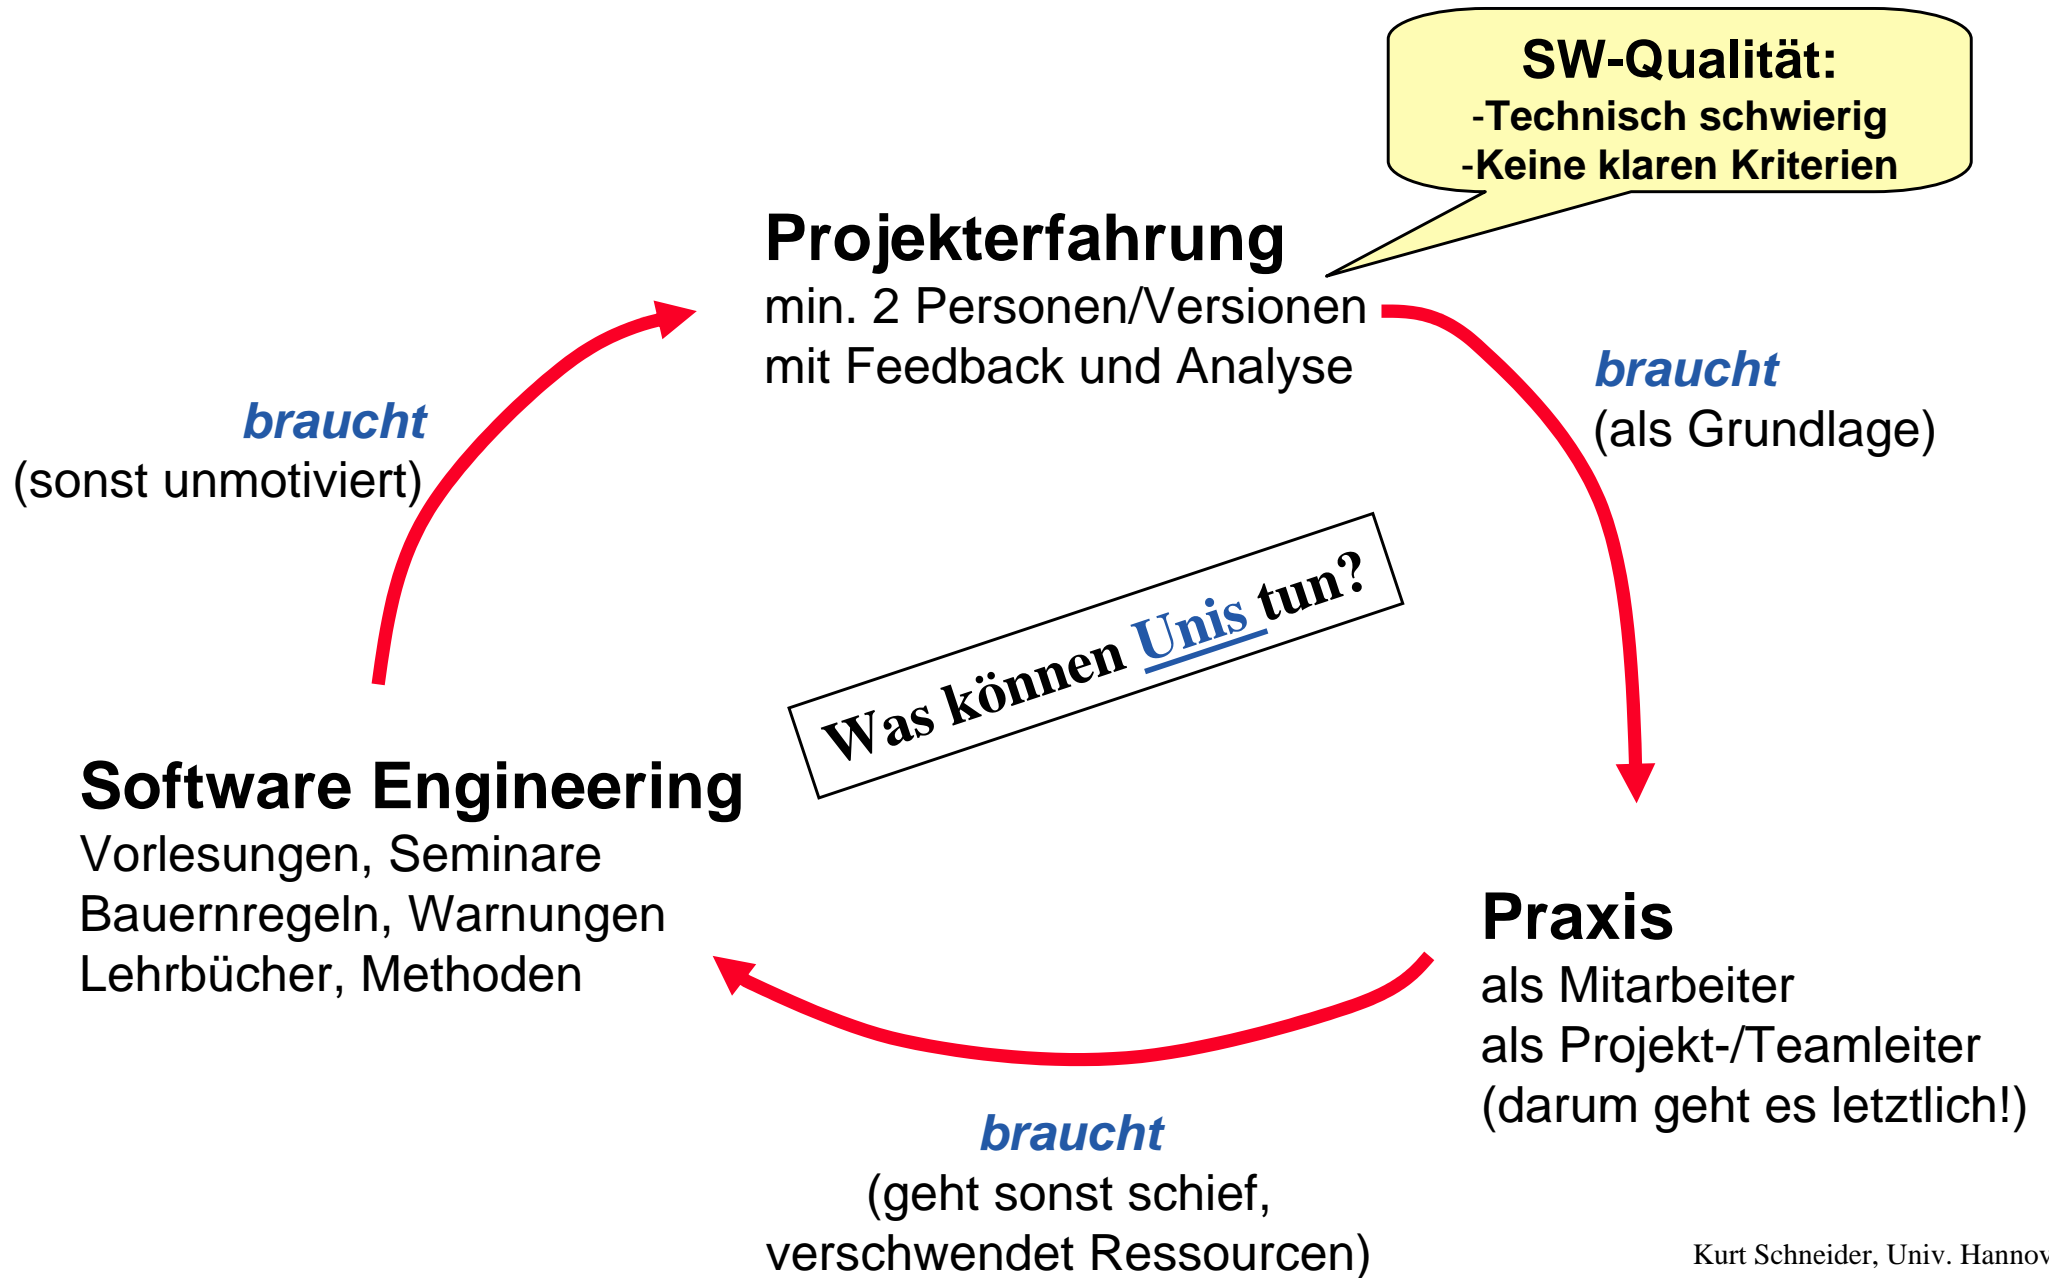 SW-Qualität:
-Technisch schwierig
-Keine klaren Kriterien
Projekterfahrung
min. 2 Personen/Versionen
mit Feedback und Analyse
braucht
(als Grundlage)
braucht
(sonst unmotiviert)
Was können Unis tun?
Software Engineering
Vorlesungen, Seminare
Bauernregeln, Warnungen
Lehrbücher, Methoden
Praxis
als Mitarbeiter
als Projekt-/Teamleiter
(darum geht es letztlich!)
braucht
(geht sonst schief,
verschwendet Ressourcen)
Kurt Schneider, Univ. Hannov